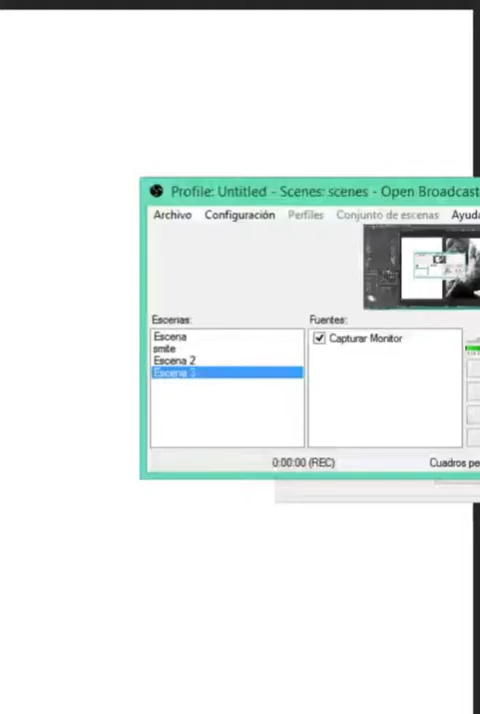 Profile: Untitled - Scenes: scenes - Open Broadcast
Archivo Configuración Perfiles Conjunto de escenas Ayuda
Escenas: Fuentes:
Escena
smite
Escena 2
Escena 3
Capturar Monitor
0:00:00 (REC) Cuadros pe